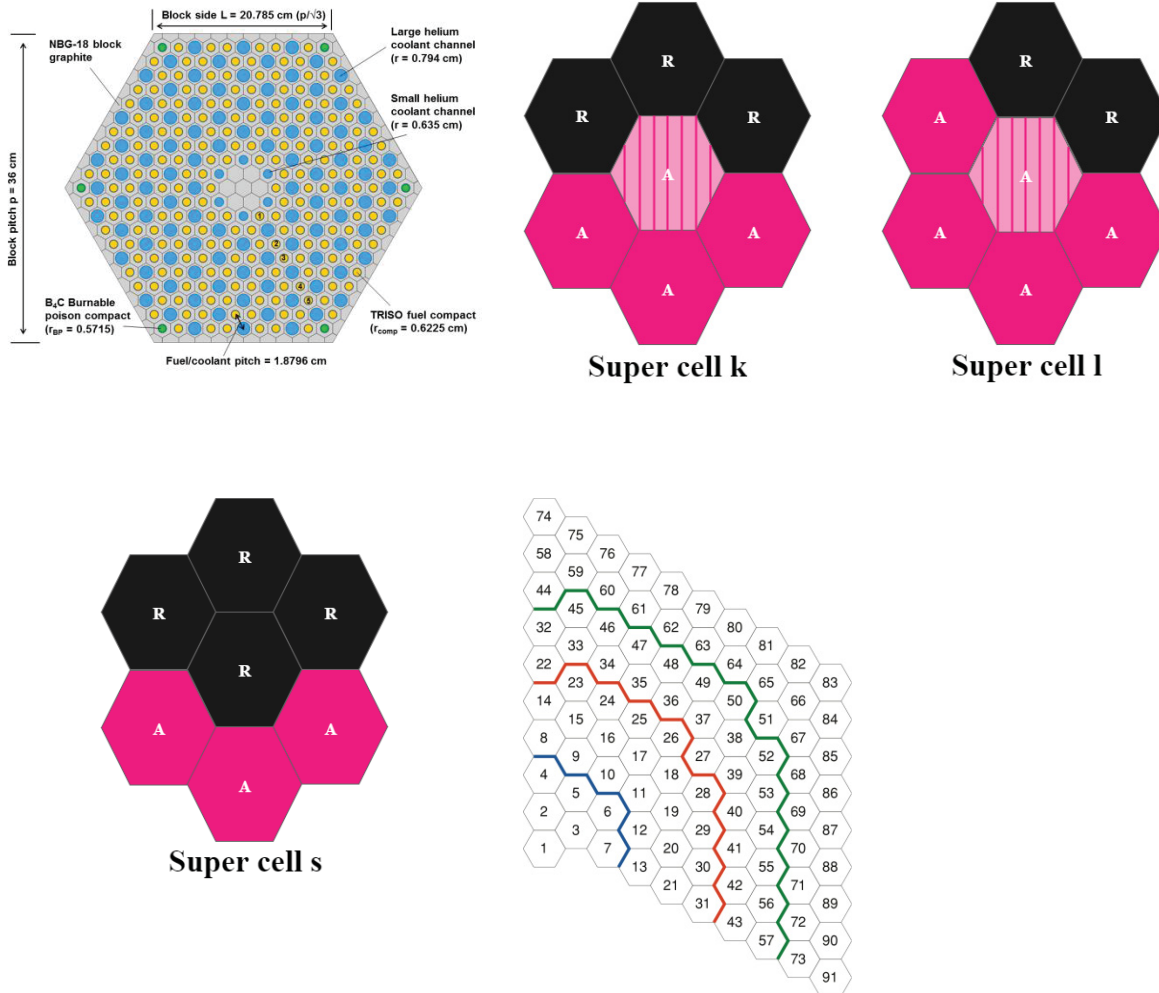 Block side L = 20.785 cm (p/√3)
NBG-18 block
graphite
Large helium
coolant channel
(r = 0.794 cm)
Small helium
coolant channel
(r = 0.635 cm)
Block pitch p = 36 cm
1
2
3
4
5
B₄C Burnable
poison compact
(rBP = 0.5715)
TRISO fuel compact
(rcomp = 0.6225 cm)
Fuel/coolant pitch = 1.8796 cm
R
R
R
A
A
A
A
Super cell k
R
A
R
A
A
A
A
Super cell l
R
R
R
R
A
A
A
Super cell s
74
75
58
76
59
77
44
60
78
45
61
79
32
46
62
80
33
47
63
81
22
34
48
64
82
23
35
49
65
83
14
24
36
50
66
15
25
37
51
84
8
16
26
38
67
9
17
27
52
85
4
10
18
39
68
5
11
28
53
86
2
6
19
40
69
3
12
29
54
87
1
7
20
41
70
13
30
55
88
21
42
71
31
56
89
43
72
57
90
73
91